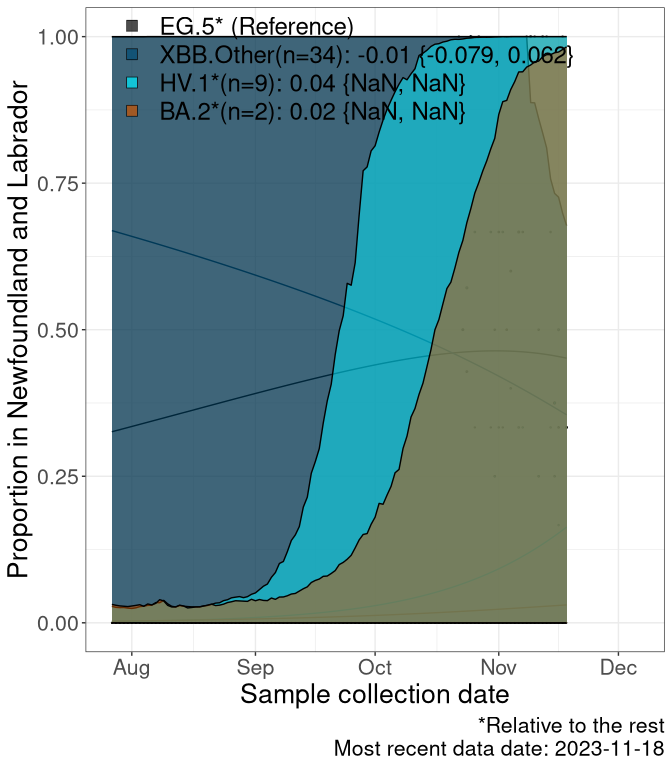 EG.5* (Reference)
XBB.Other(n=34): -0.01 {-0.079, 0.062}
HV.1*(n=9): 0.04 {NaN, NaN}
BA.2*(n=2): 0.02 {NaN, NaN}
1.00
0.75
0.50
0.25
0.00
Proportion in Newfoundland and Labrador
Aug Sep Oct Nov Dec
Sample collection date
*Relative to the rest
Most recent data date: 2023-11-18